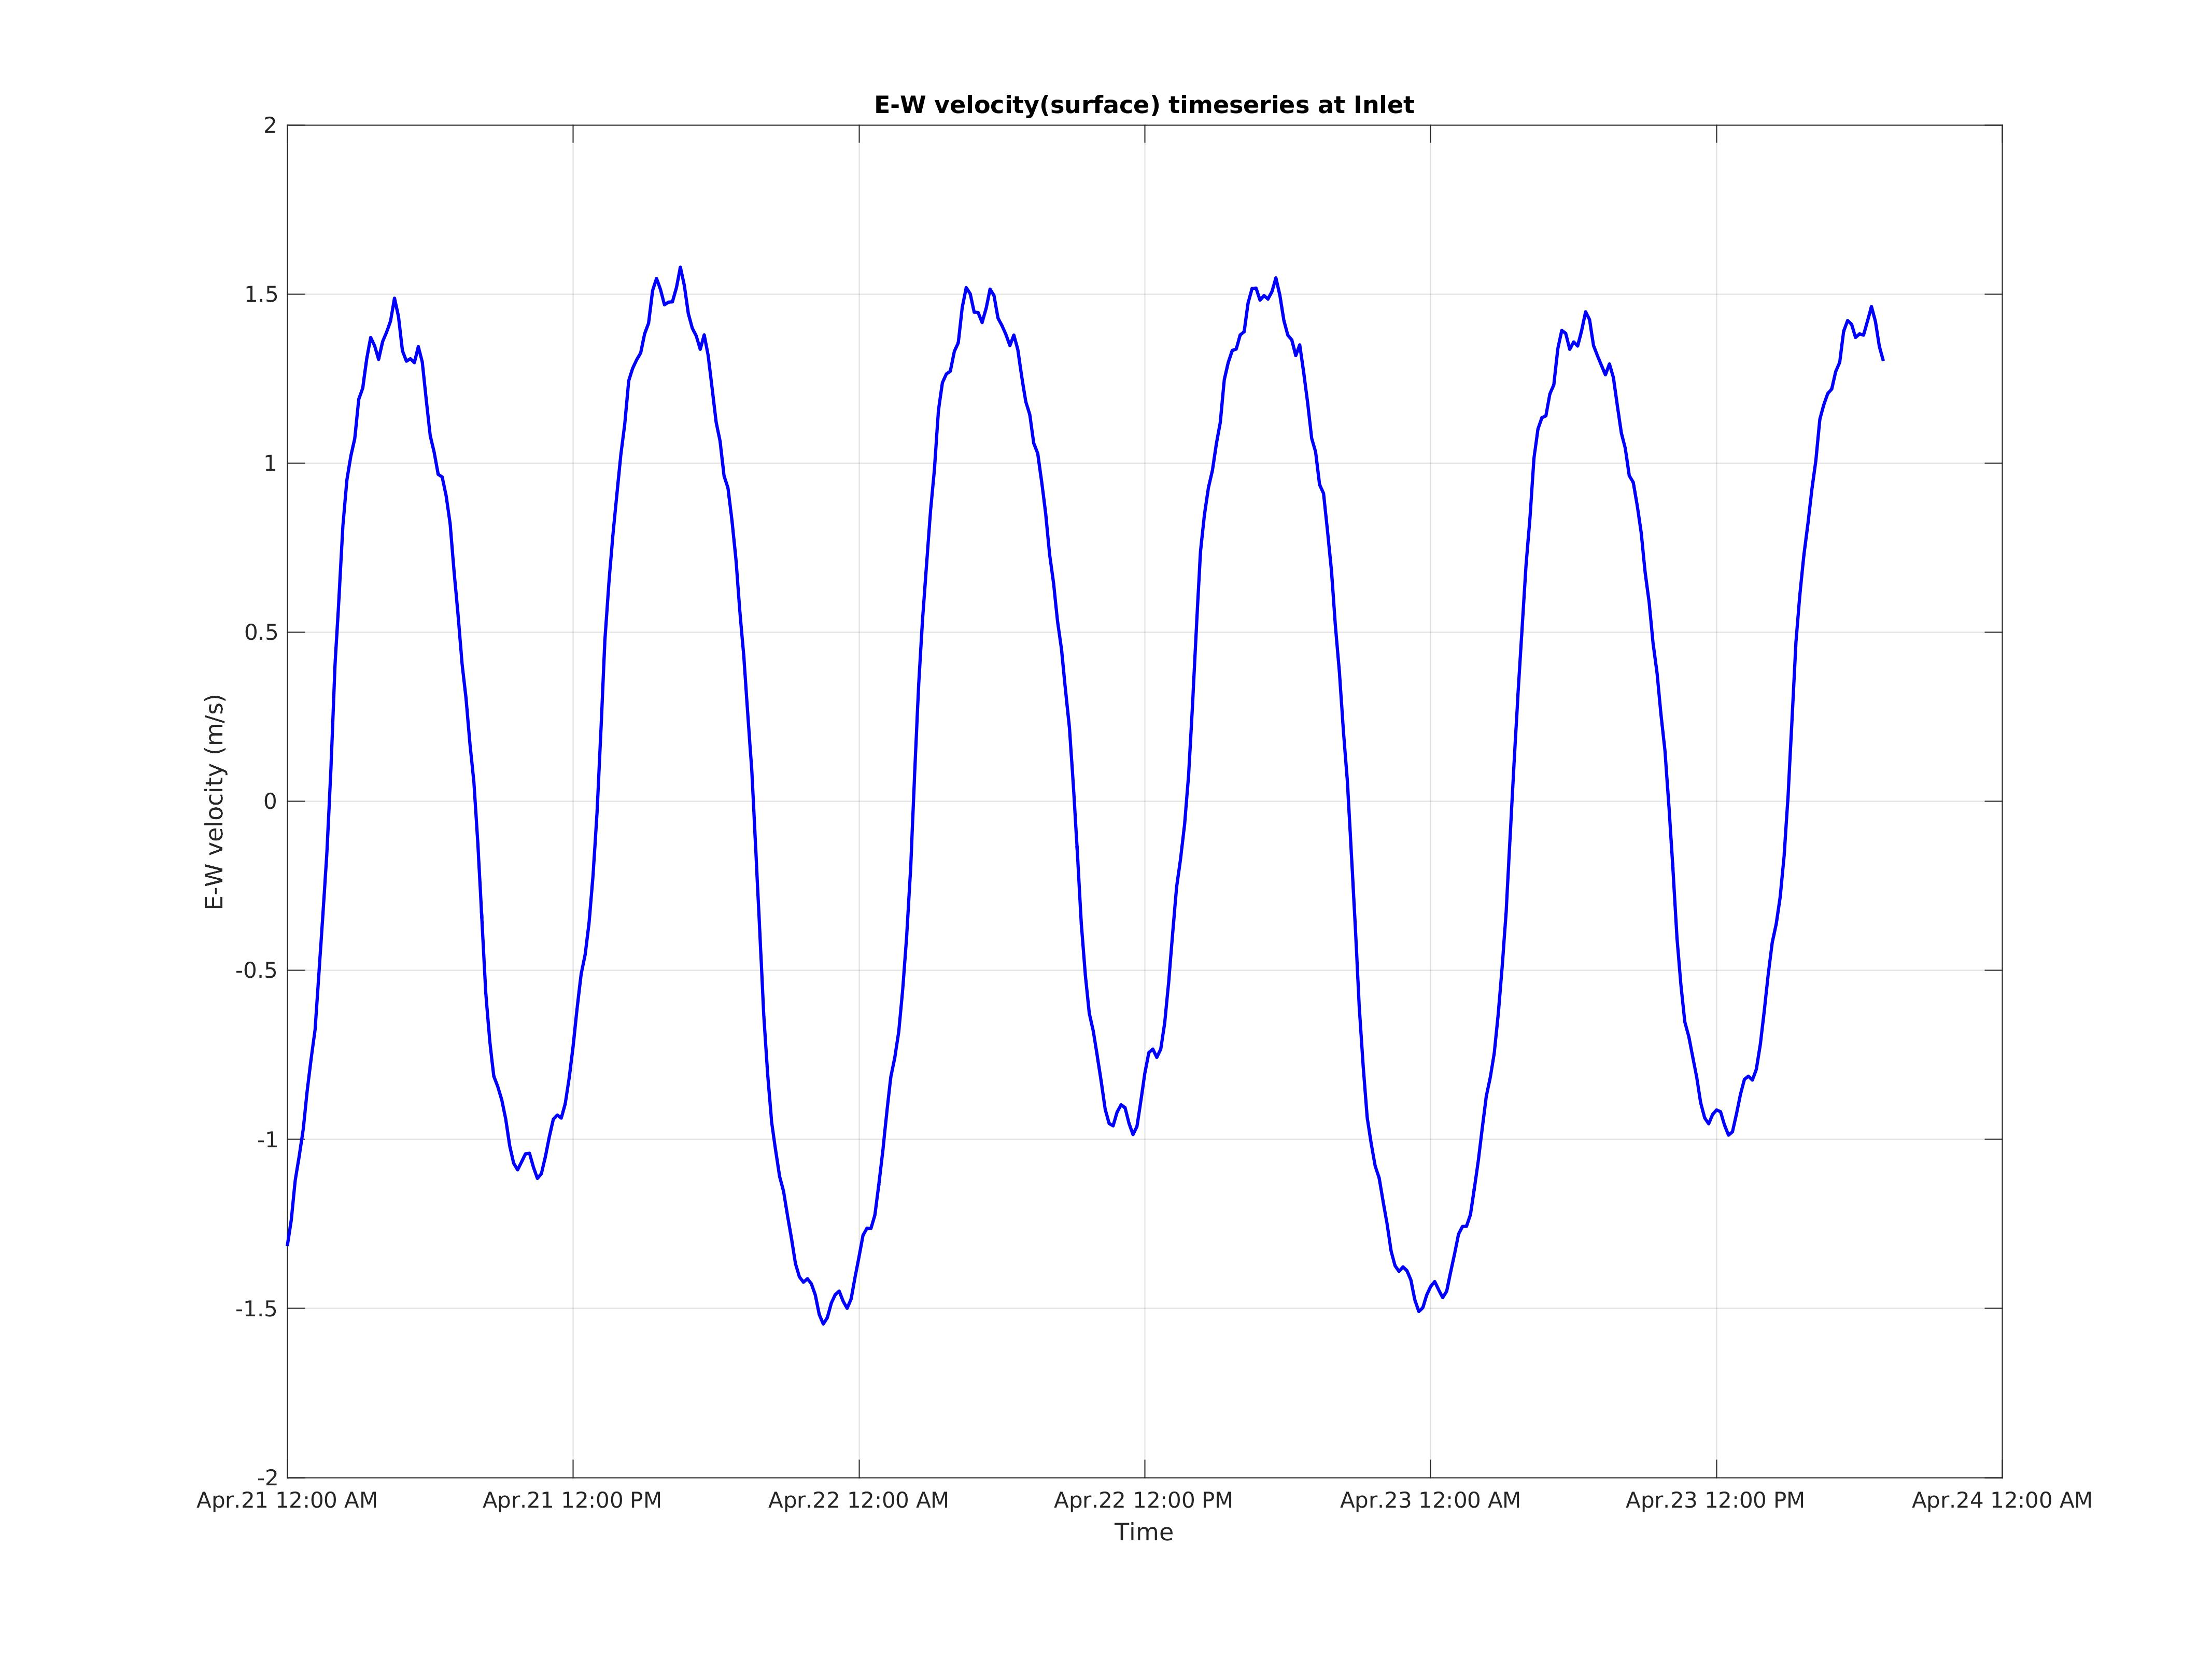 E-W velocity(surface) timeseries at Inlet
2
1.5
1
0.5
0
-0.5
-1
-1.5
-2
E-W velocity (m/s)
Apr.21 12:00 AM
Apr.21 12:00 PM
Apr.22 12:00 AM
Apr.22 12:00 PM
Apr.23 12:00 AM
Apr.23 12:00 PM
Apr.24 12:00 AM
Time